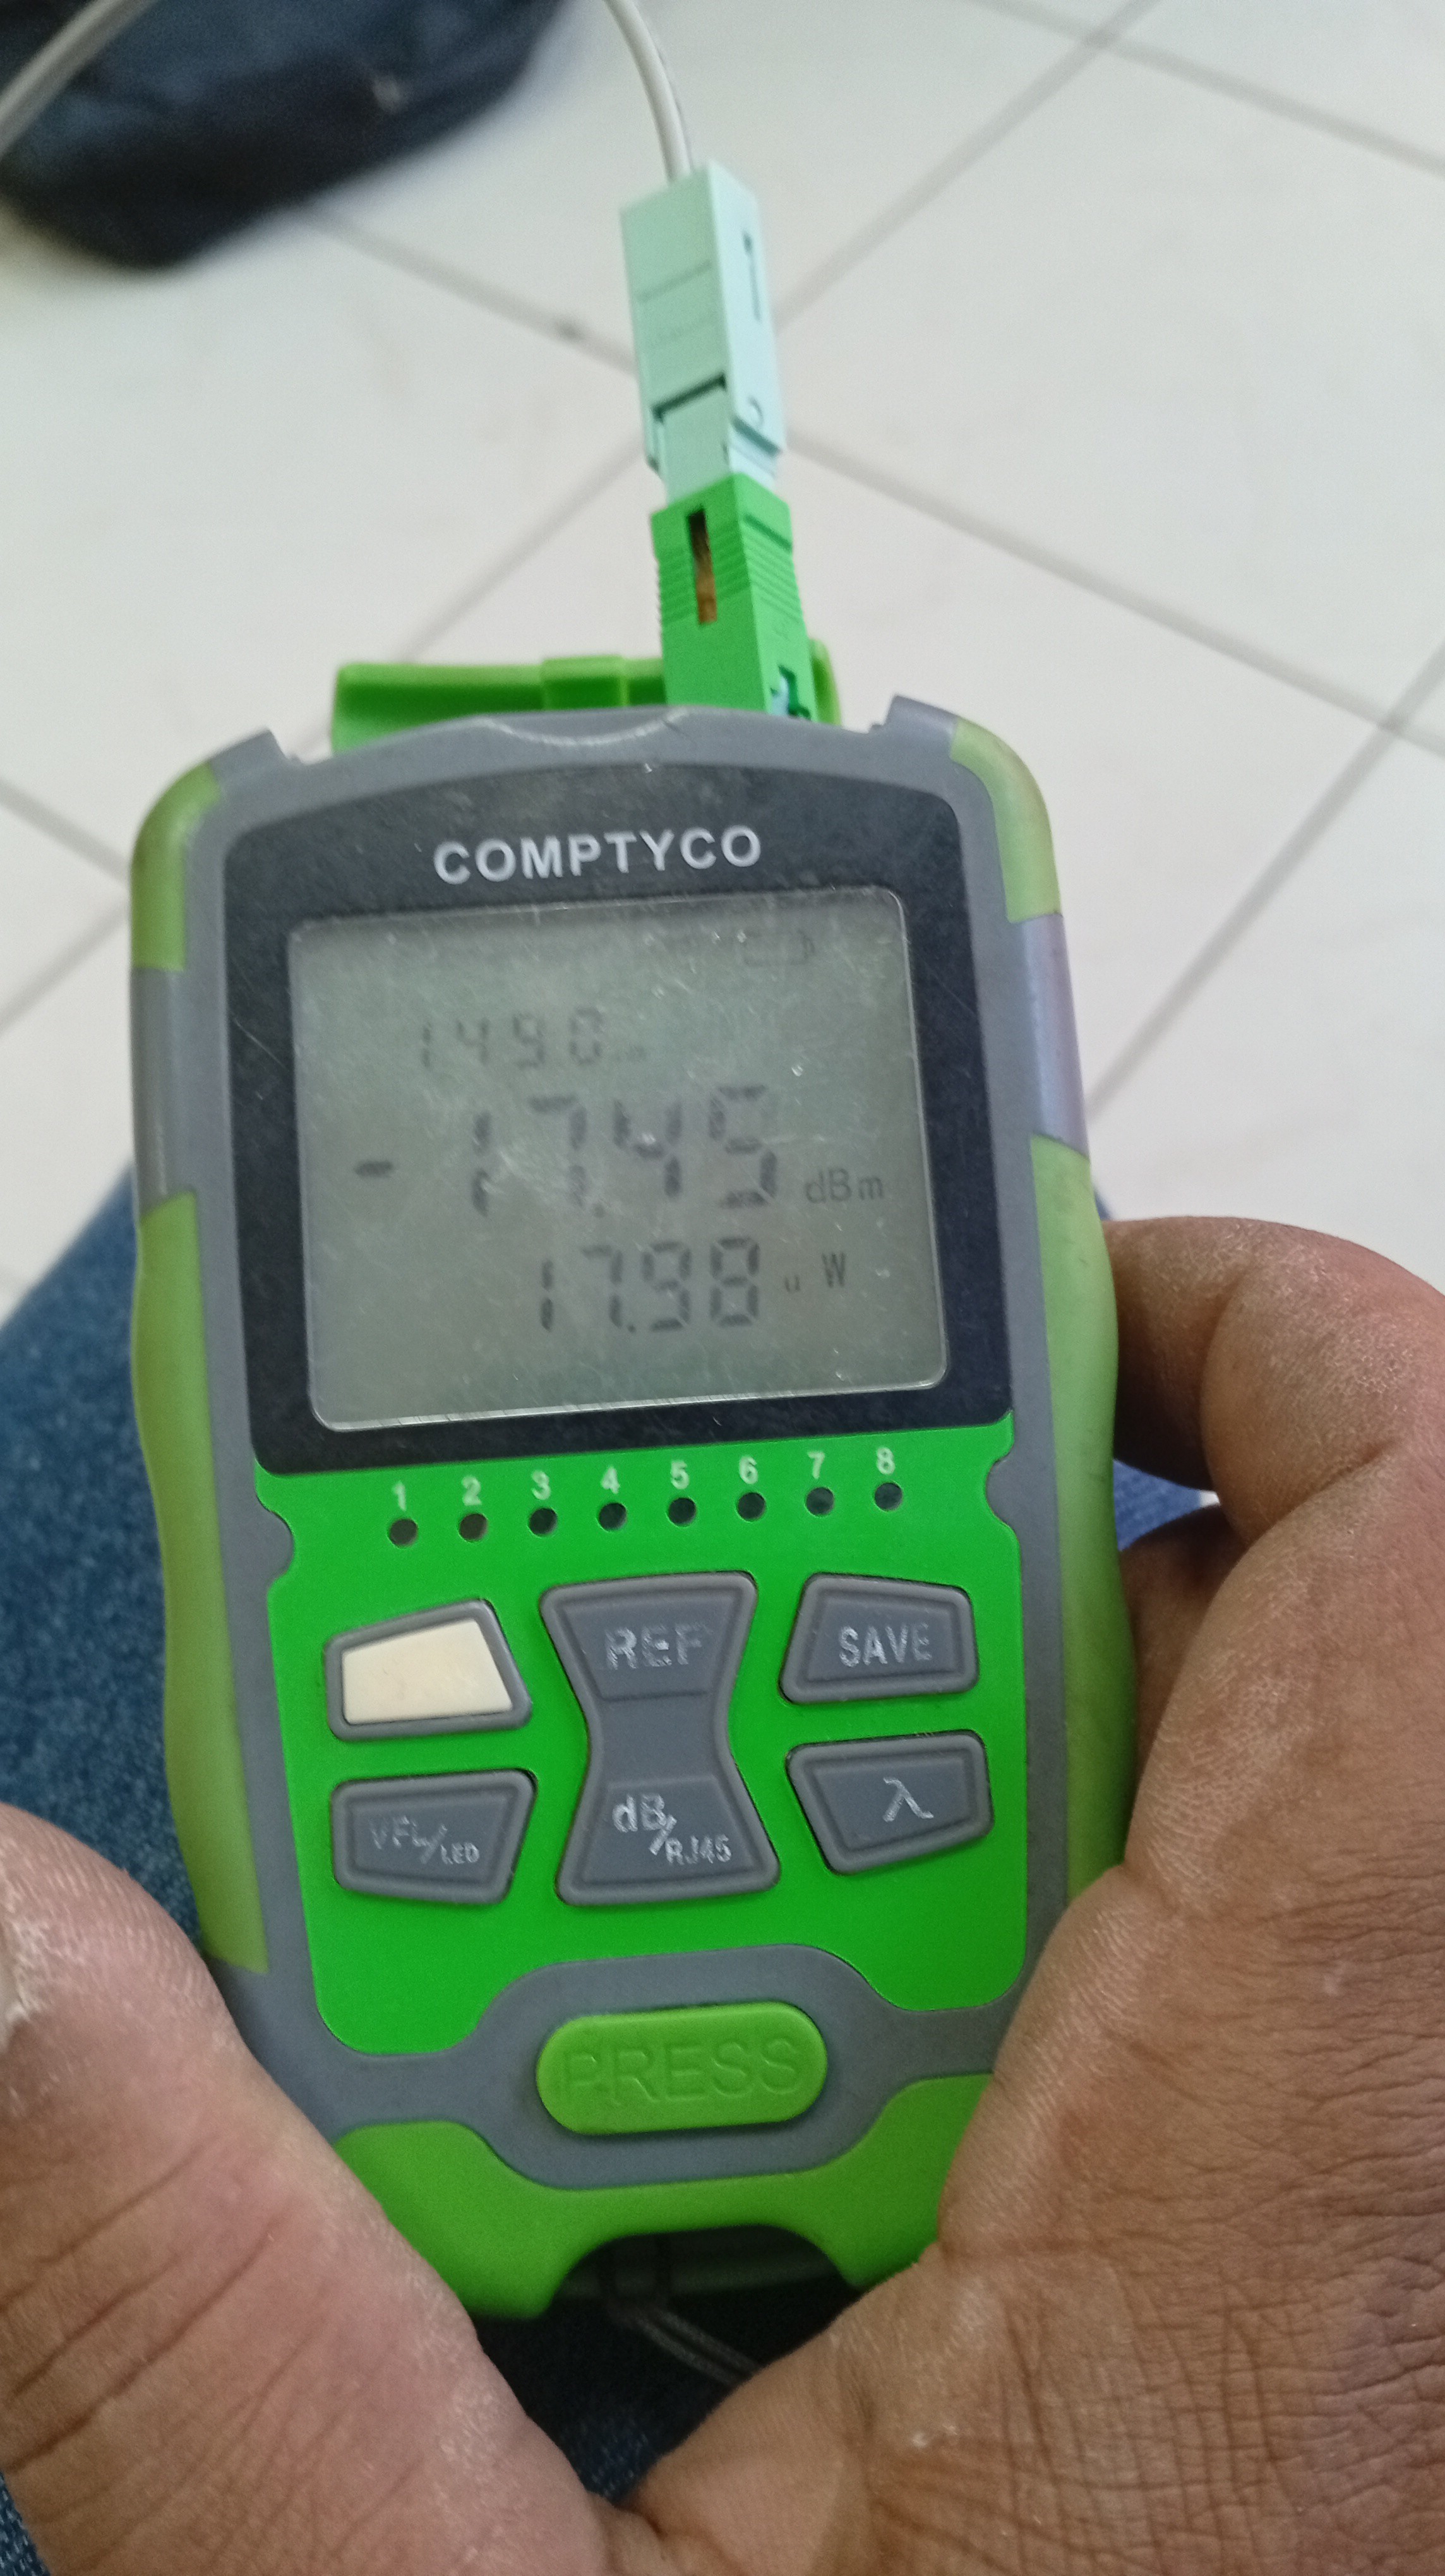 COMPTYCO
1490 nm
-17.45 dBm
17.98 uW
1 2 3 4 5 6 7 8
REF
SAVE
VFL/LED
dB/RJ45
λ
PRESS